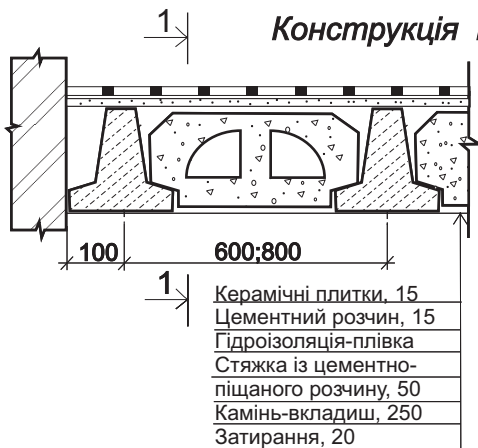 1
Конструкція
100
600;800
1
Керамічні плитки, 15
Цементний розчин, 15
Гідроізоляція-плівка
Стяжка із цементно-
піщаного розчину, 50
Камінь-вкладиш, 250
Затирання, 20